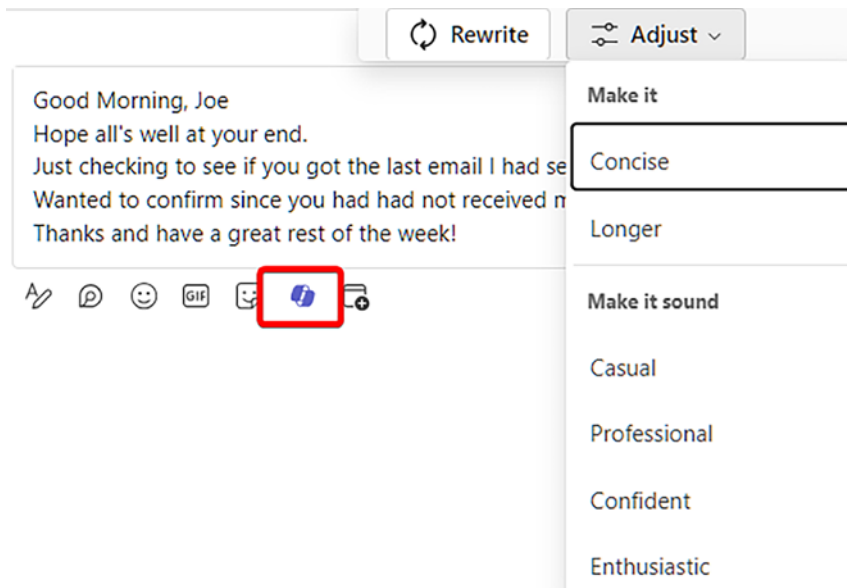 Rewrite
Adjust
Good Morning, Joe
Hope all's well at your end.
Just checking to see if you got the last email I had se
Wanted to confirm since you had had not received m
Thanks and have a great rest of the week!
GIF
Make it
Concise
Longer
Make it sound
Casual
Professional
Confident
Enthusiastic